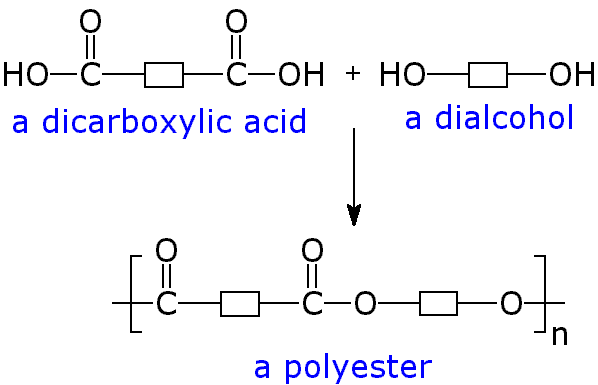 O O
HO C C OH + HO OH
a dicarboxylic acid a dialcohol
O O
C C O O
n
a polyester